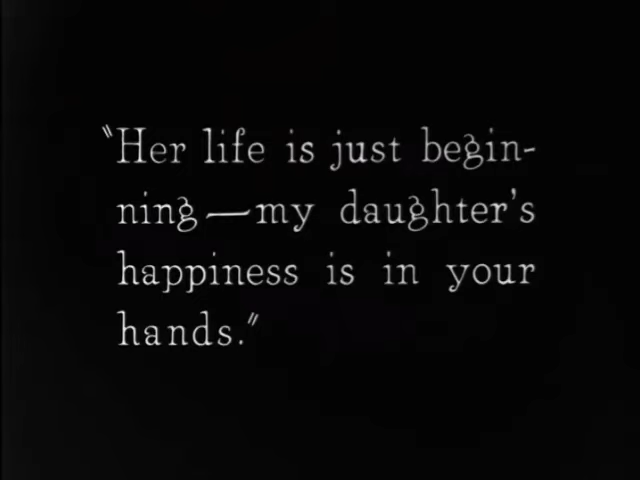 "Her life is just begin-
ning—my daughter's
happiness is in your
hands."